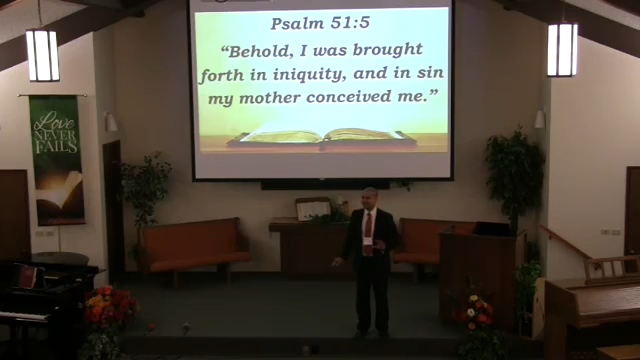 Psalm 51:5
“Behold, I was brought
forth in iniquity, and in sin
my mother conceived me.”
Love
NEVER
FAILS